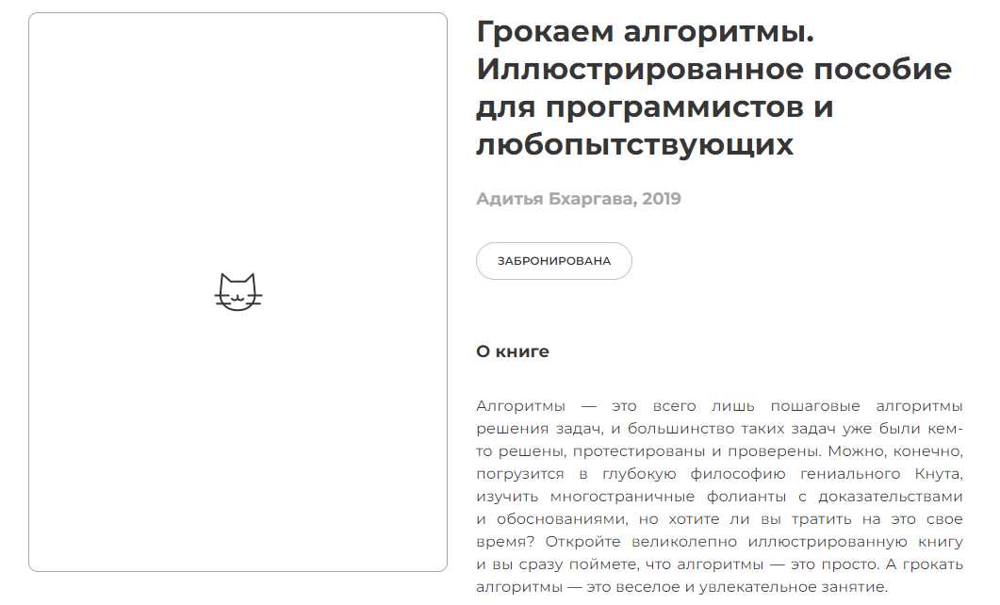 Грокаем алгоритмы.
Иллюстрированное пособие
для программистов и
любопытствующих
Адитья Бхаргава, 2019
ЗАБРОНИРОВАНА
О книге
Алгоритмы — это всего лишь пошаговые алгоритмы
решения задач, и большинство таких задач уже были кем-
то решены, протестированы и проверены. Можно, конечно,
погрузится в глубокую философию гениального Кнута,
изучить многостраничные фолианты с доказательствами
и обоснованиями, но хотите ли вы тратить на это свое
время? Откройте великолепно иллюстрированную книгу
и вы сразу поймете, что алгоритмы — это просто. А грокать
алгоритмы — это веселое и увлекательное занятие.